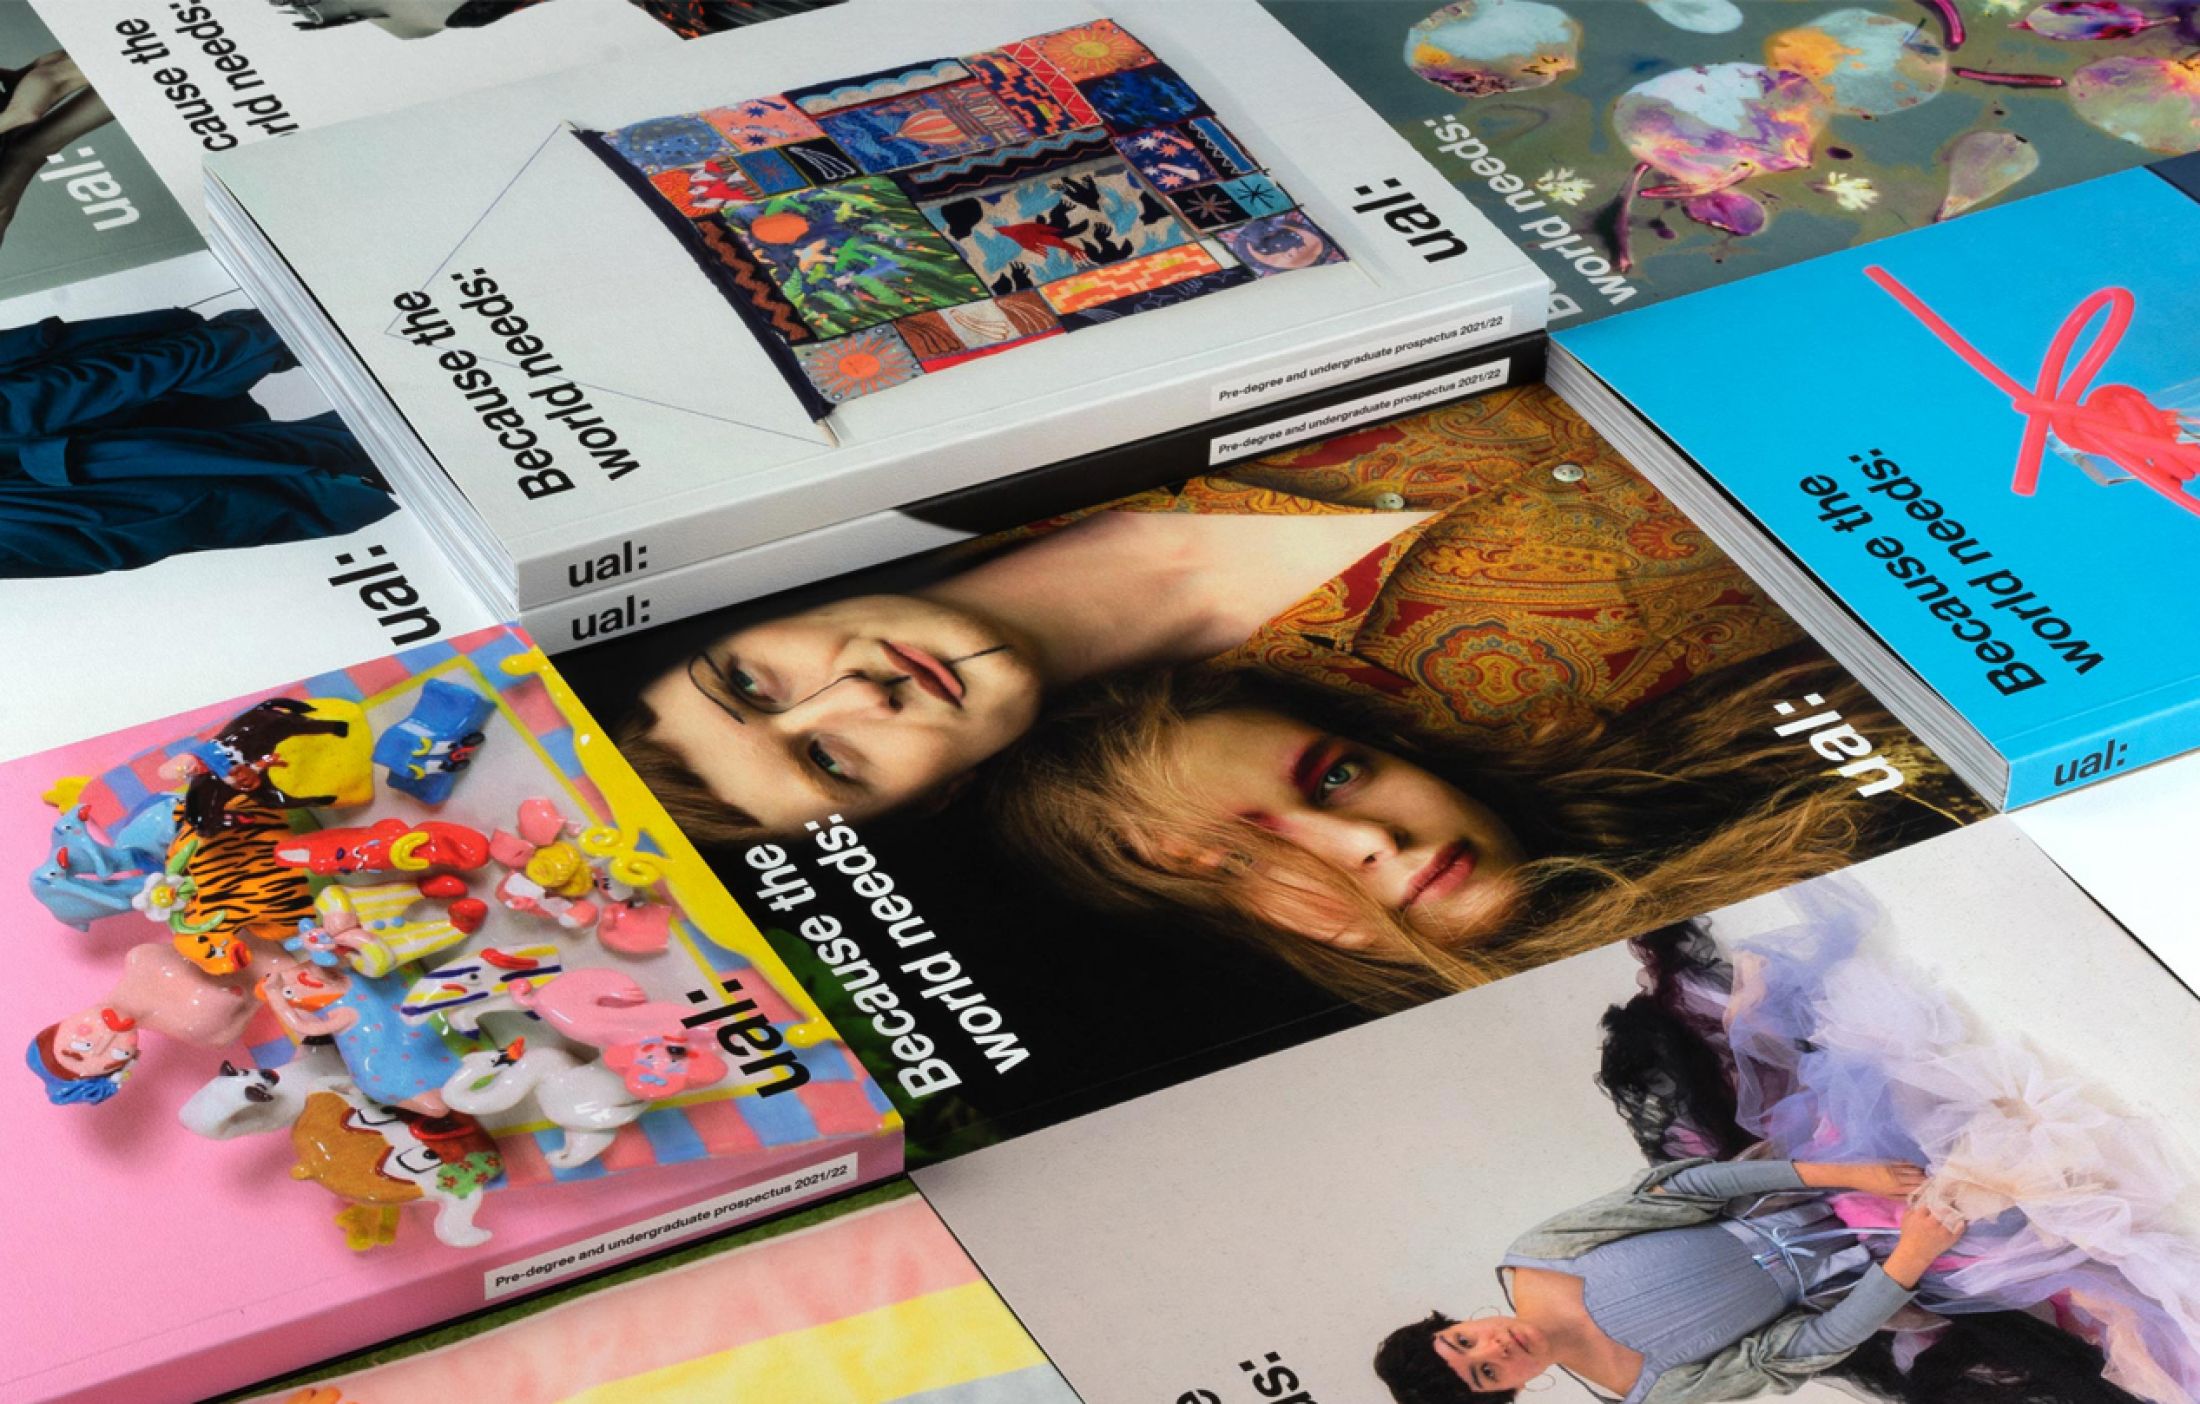 cause the
rld needs:
ual:
Because the
world needs:
ual:
Pre-degree and undergraduate prospectus 2021/22
ual:
Pre-degree and undergraduate prospectus 2021/22
ual:
world needs:
Because the
world needs:
ual:
ual:
Because the
world needs:
ual:
ual:
Pre-degree and undergraduate prospectus 2021/22
ds: